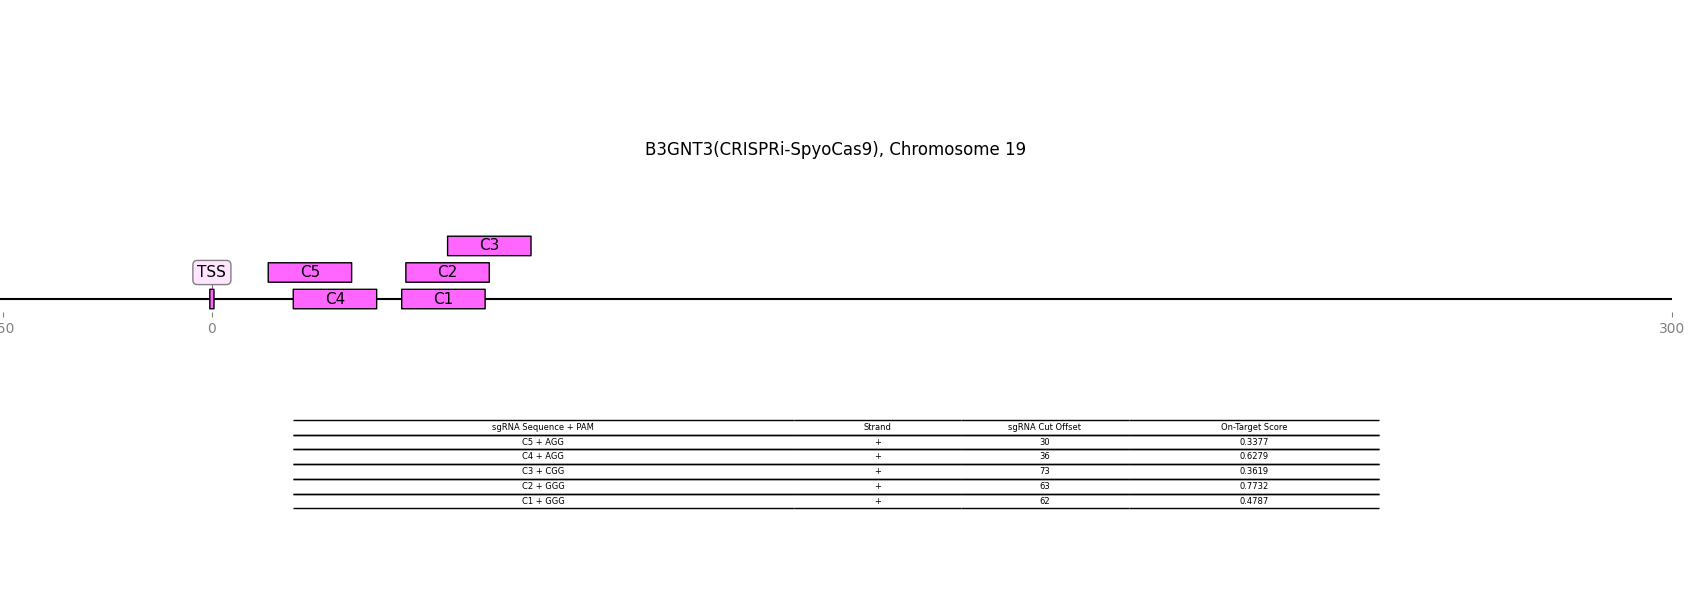 B3GNT3(CRISPRi-SpyoCas9), Chromosome 19
C3
TSS C5 C2
C4 C1
50 0 300
sgRNA Sequence + PAM Strand sgRNA Cut Offset On-Target Score
C5 + AGG + 30 0.3377
C4 + AGG + 36 0.6279
C3 + CGG + 73 0.3619
C2 + GGG + 63 0.7732
C1 + GGG + 62 0.4787